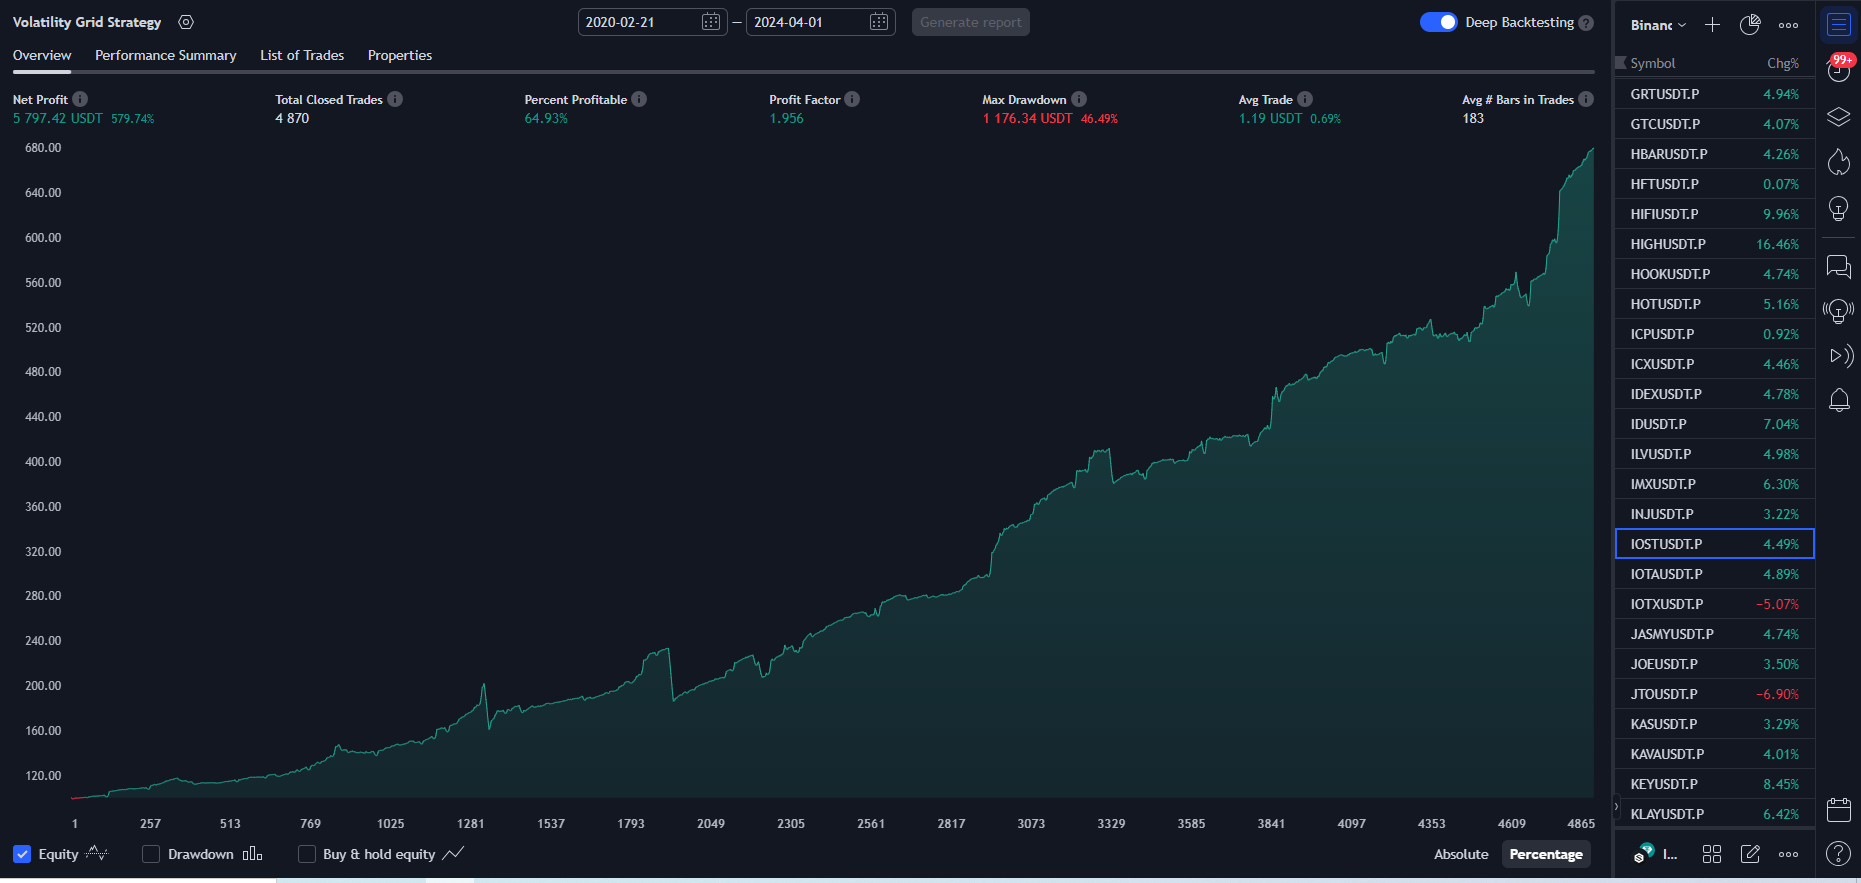 Volatility Grid Strategy
2020-02-21 — 2024-04-01 Generate report
Deep Backtesting ?
Overview Performance Summary List of Trades Properties
Net Profit
5 797.42 USDT 579.74%
Total Closed Trades
4 870
Percent Profitable
64.93%
Profit Factor
1.956
Max Drawdown
1 176.34 USDT 46.49%
Avg Trade
1.19 USDT 0.69%
Avg # Bars in Trades
183
680.00
640.00
600.00
560.00
520.00
480.00
440.00
400.00
360.00
320.00
280.00
240.00
200.00
160.00
120.00
1 257 513 769 1025 1281 1537 1793 2049 2305 2561 2817 3073 3329 3585 3841 4097 4353 4609 4865
Equity Drawdown Buy & hold equity
Absolute Percentage
Binanc
Symbol Chg%
GRTUSDT.P 4.94%
GTCUSDT.P 4.07%
HBARUSDT.P 4.26%
HFTUSDT.P 0.07%
HIFIUSDT.P 9.96%
HIGHUSDT.P 16.46%
HOOKUSDT.P 4.74%
HOTUSDT.P 5.16%
ICPUSDT.P 0.92%
ICXUSDT.P 4.46%
IDEXUSDT.P 4.78%
IDUSDT.P 7.04%
ILVUSDT.P 4.98%
IMXUSDT.P 6.30%
INJUSDT.P 3.22%
IOSTUSDT.P 4.49%
IOTAUSDT.P 4.89%
IOTXUSDT.P −5.07%
JASMYUSDT.P 4.74%
JOEUSDT.P 3.50%
JTOUSDT.P −6.90%
KASUSDT.P 3.29%
KAVAUSDT.P 4.01%
KEYUSDT.P 8.45%
KLAYUSDT.P 6.42%
I...
99+